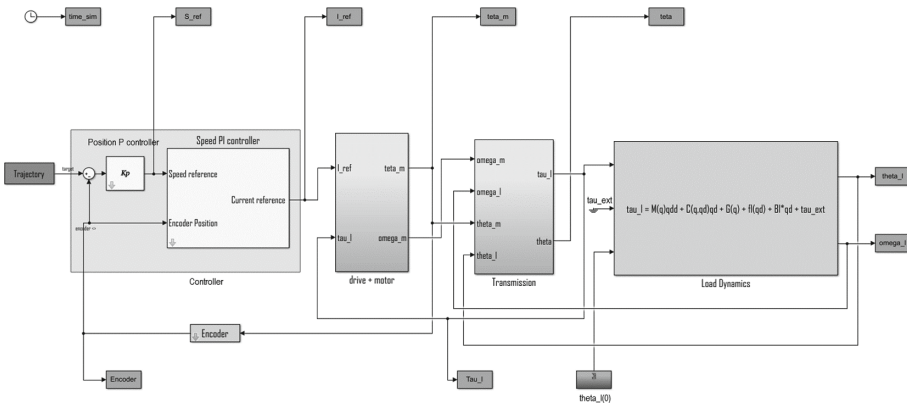 time_sim
S_ref
I_ref
teta_m
teta
Position P controller
Speed PI controller
Trajectory
target
Kp
Speed reference
Current reference
Encoder Position
encoder <>
Controller
I_ref
teta_m
tau_l
omega_m
drive + motor
omega_m
tau_l
omega_l
theta_m
theta
theta_l
Transmission
tau_ext
tau_l = M(q)qdd + C(q,qd)qd + G(q) + fl(qd) + Bl*qd + tau_ext
Load Dynamics
theta_l
omega_l
Encoder
Encoder
Tau_l
theta_l(0)